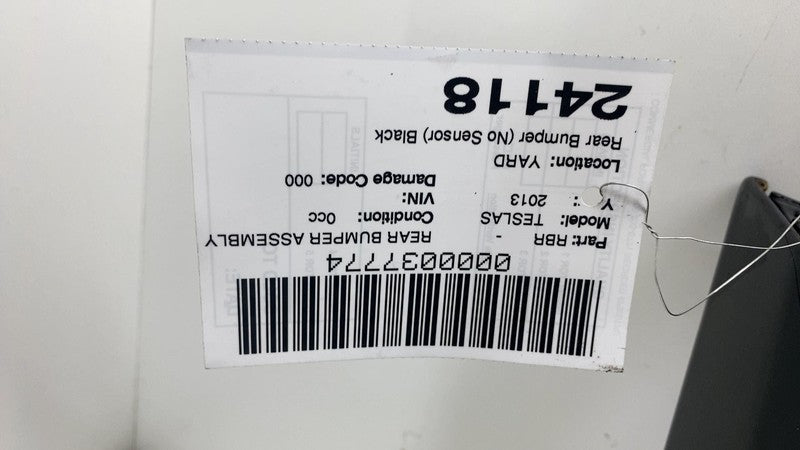 0000037774
Part: RBR - REAR BUMPER ASSEMBLY
Model: TESLAS Condition: 0cc
Y : 2013 VIN:
Damage Code: 000
Location: YARD
Rear Bumper (No Sensor) Black
24118